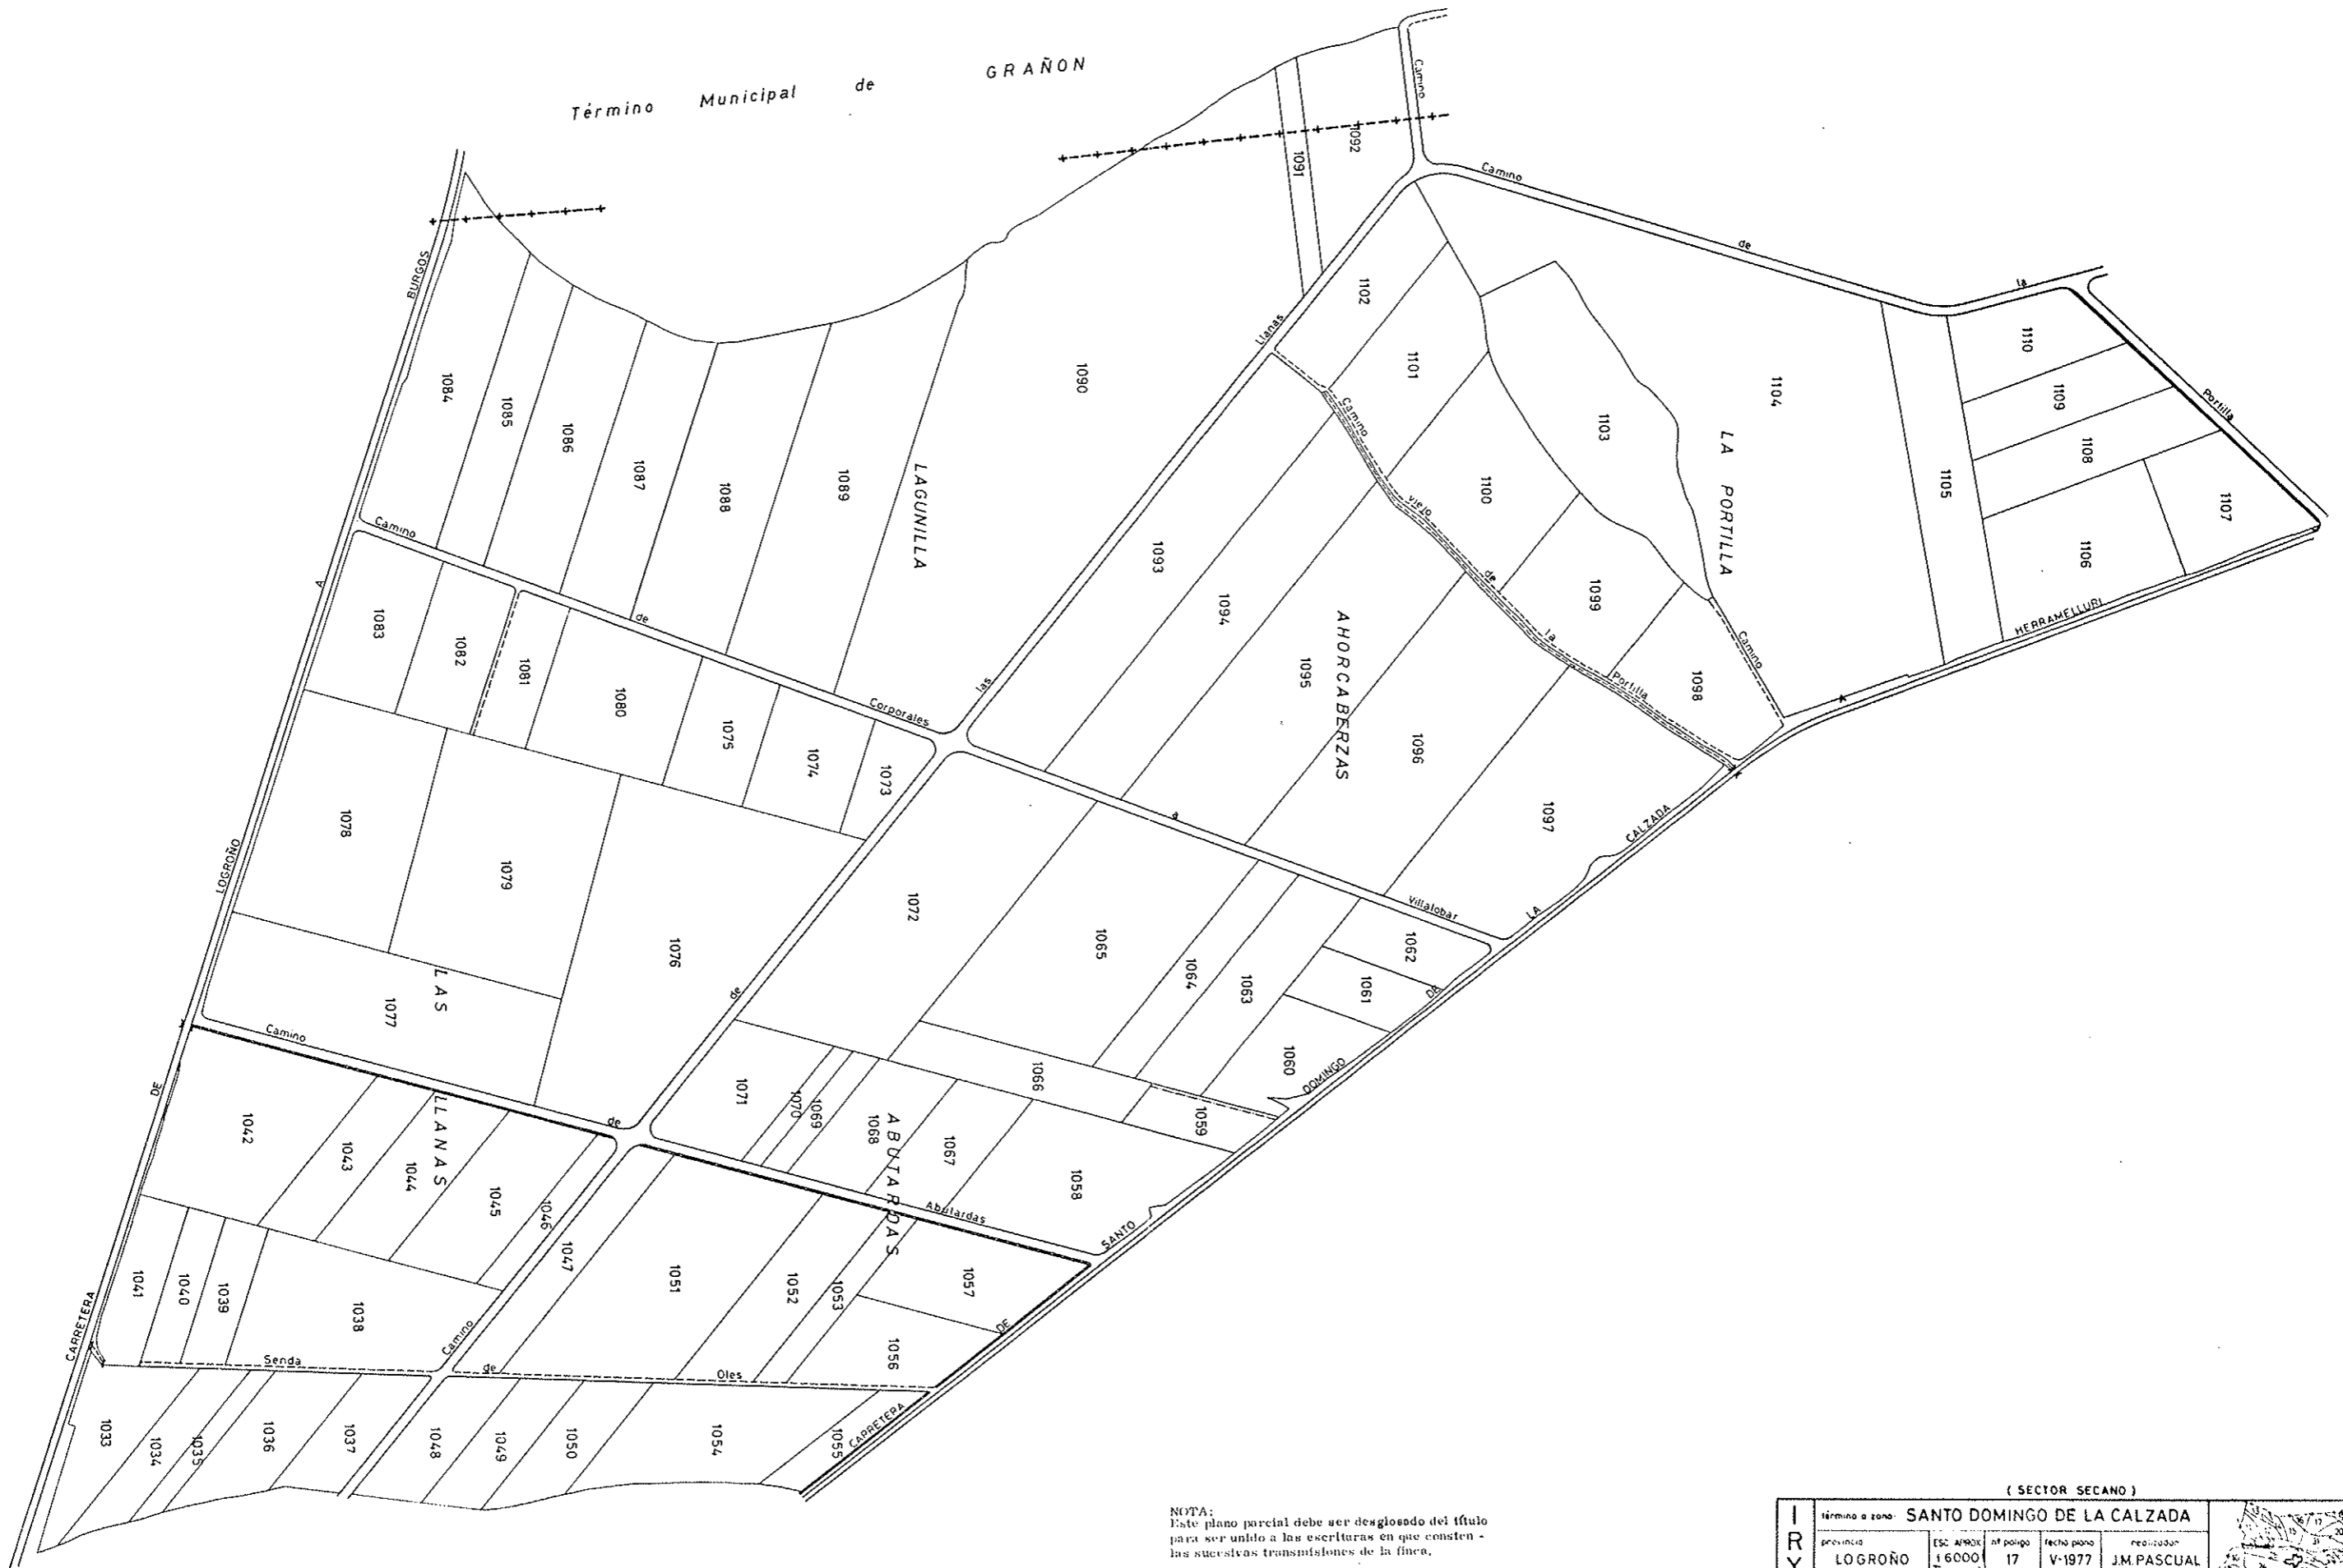 Término Municipal de GRAÑON
Camino
1092
1091
Camino de la Portilla
BURGOS
1084
1085
1086
1087
1088
1089
1090
LAGUNILLA
Llanas
1102
1101
1103
1104
LA PORTILLA
1105
1110
1109
1108
1107
1106
HERRAMELLURI
A
Camino viejo de la Portilla
1100
1099
1098
Camino
1093
1094
1095
1096
1097
AHORCABERZAS
Camino de Corporales a Villalobar
las
A
1083
1082
1081
1080
1075
1074
1073
1078
1079
1076
1077
LAS LLANAS
LOGROÑO
1072
1065
1064
1063
1062
1061
1060
CALZADA
LA
DE
DOMINGO
de
1066
1059
1071
1070
1069
1068
1067
1058
ABUTARDAS
Camino de Abutardas
SANTO
DE
1042
1043
1044
1045
1046
1047
1051
1052
1053
1057
1056
DE
1041
1040
1039
1038
Camino
CARRETERA
Senda de Oles
1033
1034
1035
1036
1037
1048
1049
1050
1054
1055
CARRETERA
NOTA:
Este plano parcial debe ser desglosado del título
para ser unido a las escrituras en que consten -
las sucesivas transmisiones de la finca.
( SECTOR SECANO )
I
R
Y
término o zona: SANTO DOMINGO DE LA CALZADA
provincia ESC. APROX nº poligo fecha plano realizador
LOGROÑO 1 6000 17 V-1977 J.M. PASCUAL